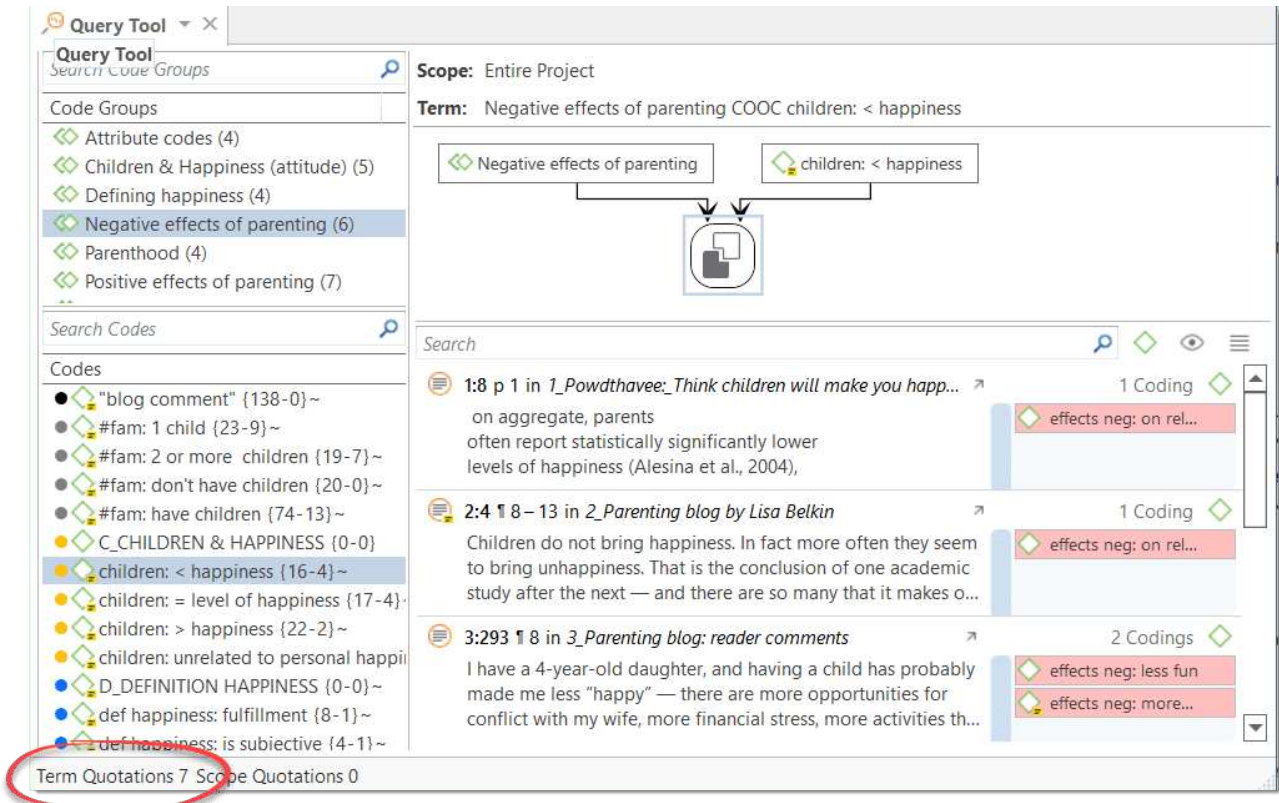 Query Tool
Query Tool
Search Code Groups
Code Groups
Attribute codes (4)
Children & Happiness (attitude) (5)
Defining happiness (4)
Negative effects of parenting (6)
Parenthood (4)
Positive effects of parenting (7)
Search Codes
Codes
"blog comment" {138-0}~
#fam: 1 child {23-9}~
#fam: 2 or more children {19-7}~
#fam: don't have children {20-0}~
#fam: have children {74-13}~
C_CHILDREN & HAPPINESS {0-0}
children: < happiness {16-4}~
children: = level of happiness {17-4}
children: > happiness {22-2}~
children: unrelated to personal happi
D_DEFINITION HAPPINESS {0-0}~
def happiness: fulfillment {8-1}~
def happiness: is subjective {4-1}~
Scope: Entire Project
Term: Negative effects of parenting COOC children: < happiness
Negative effects of parenting
children: < happiness
Search
1:8 p 1 in 1_Powdthavee:_Think children will make you happ...
1 Coding
on aggregate, parents
often report statistically significantly lower
levels of happiness (Alesina et al., 2004),
effects neg: on rel...
2:4 ¶ 8 – 13 in 2_Parenting blog by Lisa Belkin
1 Coding
Children do not bring happiness. In fact more often they seem
to bring unhappiness. That is the conclusion of one academic
study after the next — and there are so many that it makes o...
effects neg: on rel...
3:293 ¶ 8 in 3_Parenting blog: reader comments
2 Codings
I have a 4-year-old daughter, and having a child has probably
made me less "happy" — there are more opportunities for
conflict with my wife, more financial stress, more activities th...
effects neg: less fun
effects neg: more...
Term Quotations 7 Scope Quotations 0